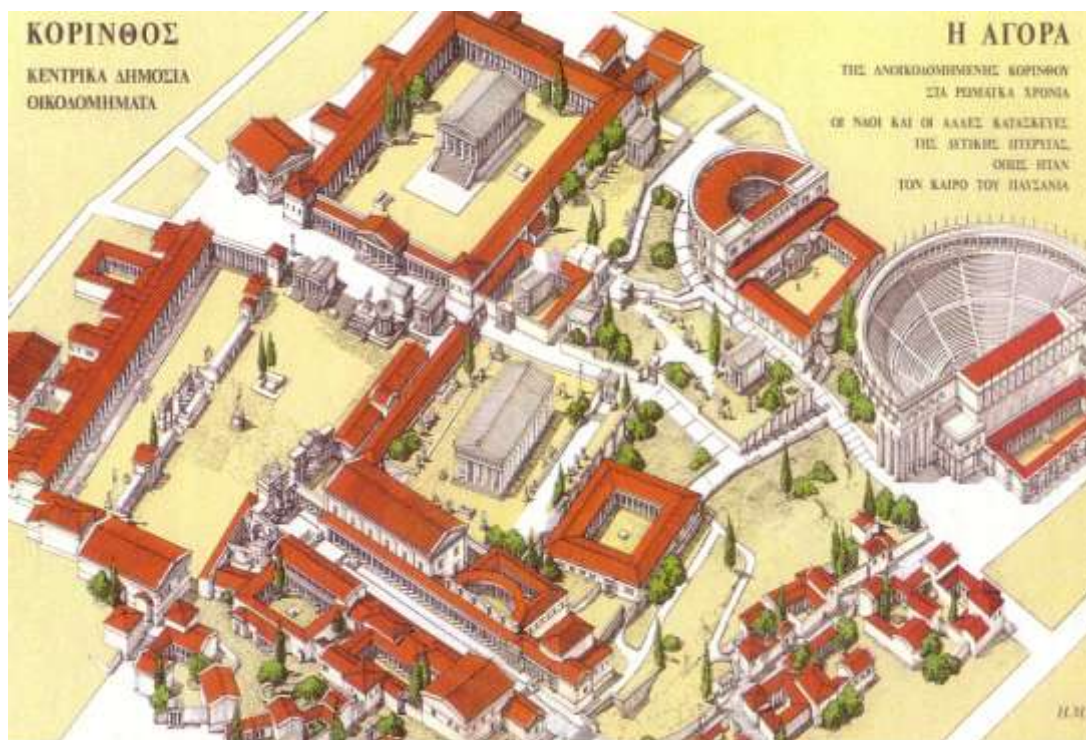 ΚΟΡΙΝΘΟΣ
ΚΕΝΤΡΙΚΑ ΔΗΜΟΣΙΑ
ΟΙΚΟΔΟΜΗΜΑΤΑ
Η ΑΓΟΡΑ
ΤΗΣ ΑΝΟΙΚΟΔΟΜΗΜΕΝΗΣ ΚΟΡΙΝΘΟΥ
ΣΤΑ ΡΩΜΑΪΚΑ ΧΡΟΝΙΑ
ΟΙ ΝΑΟΙ ΚΑΙ ΟΙ ΑΛΛΕΣ ΚΑΤΑΣΚΕΥΕΣ
ΤΗΣ ΔΥΤΙΚΗΣ ΠΤΕΡΥΓΑΣ,
ΟΠΩΣ ΗΤΑΝ
ΤΟΝ ΚΑΙΡΟ ΤΟΥ ΠΑΥΣΑΝΙΑ